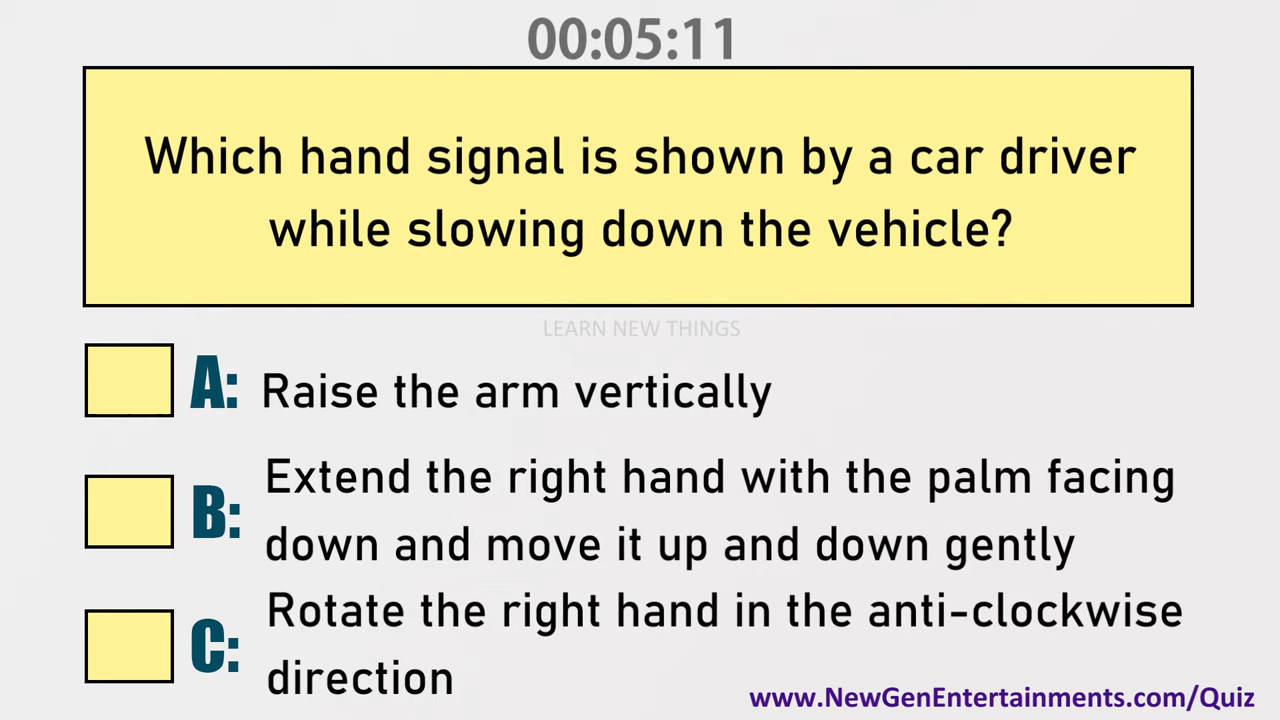 00:05:11
Which hand signal is shown by a car driver
while slowing down the vehicle?
LEARN NEW THINGS
A: Raise the arm vertically
B: Extend the right hand with the palm facing
down and move it up and down gently
C: Rotate the right hand in the anti-clockwise
direction
www.NewGenEntertainments.com/Quiz